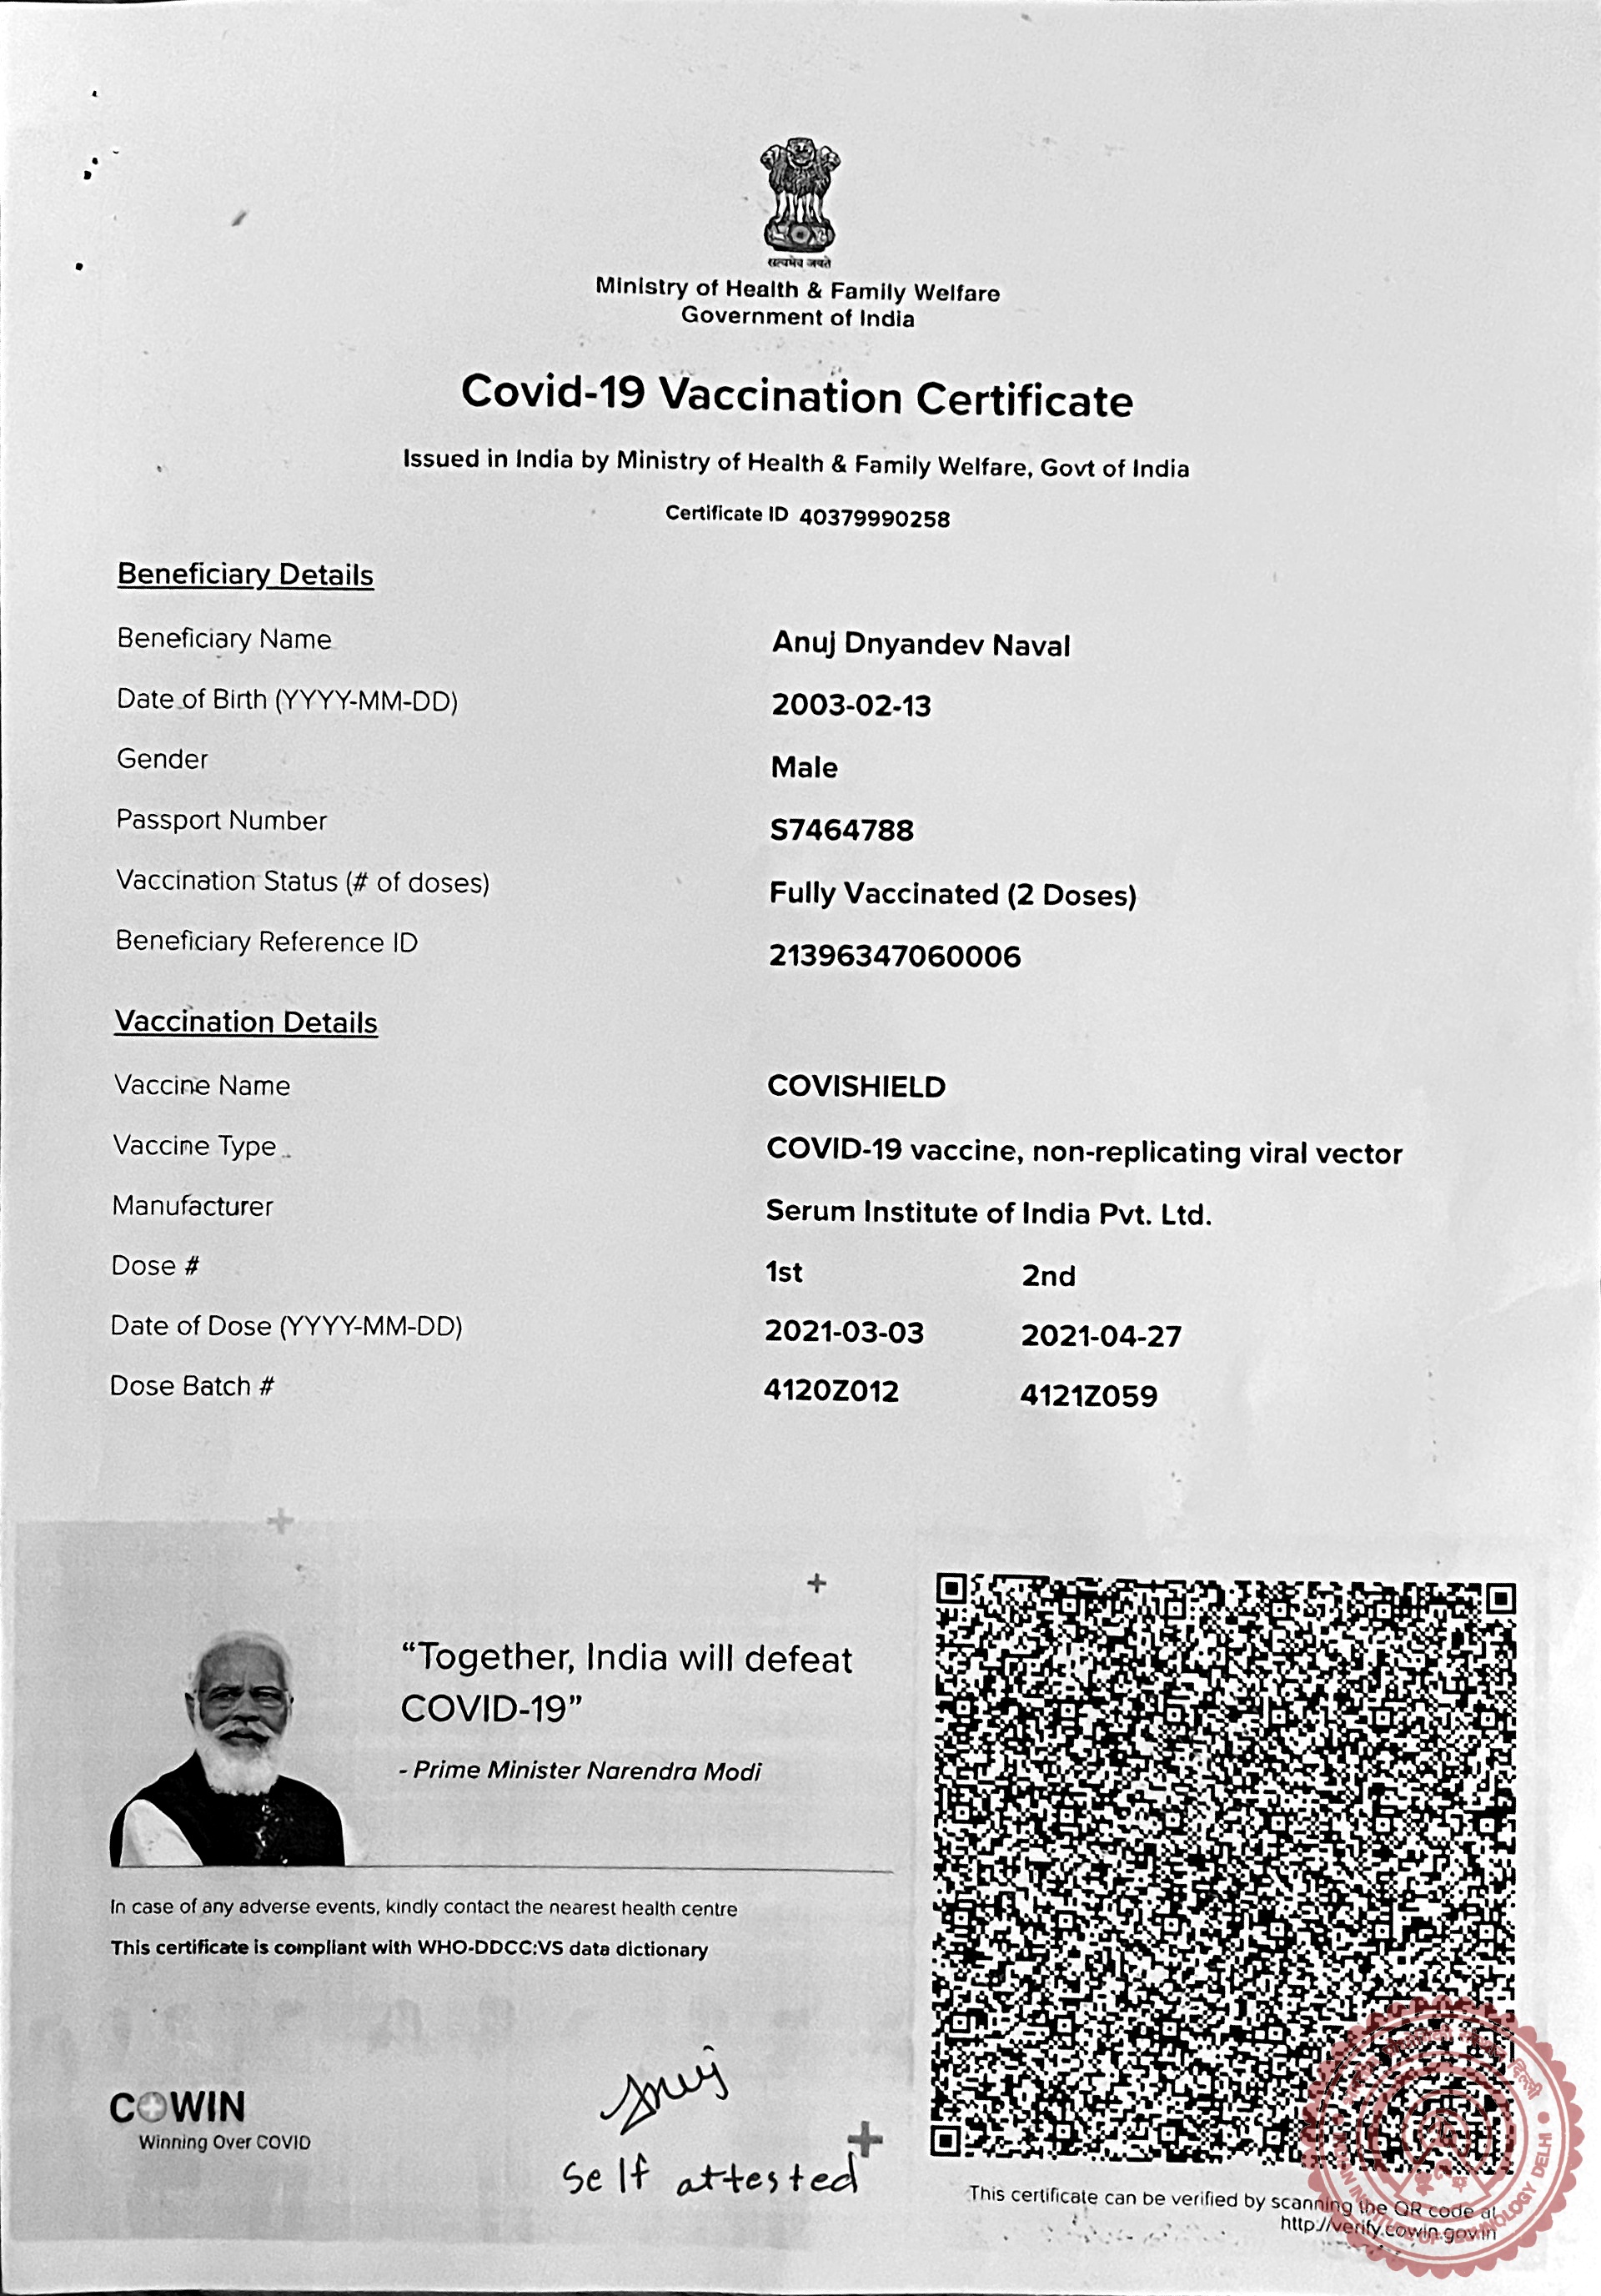 सत्यमेव जयते
Ministry of Health & Family Welfare
Government of India
Covid-19 Vaccination Certificate
Issued in India by Ministry of Health & Family Welfare, Govt of India
Certificate ID 40379990258
Beneficiary Details
Beneficiary Name Anuj Dnyandev Naval
Date of Birth (YYYY-MM-DD) 2003-02-13
Gender Male
Passport Number S7464788
Vaccination Status (# of doses) Fully Vaccinated (2 Doses)
Beneficiary Reference ID 21396347060006
Vaccination Details
Vaccine Name COVISHIELD
Vaccine Type COVID-19 vaccine, non-replicating viral vector
Manufacturer Serum Institute of India Pvt. Ltd.
Dose # 1st 2nd
Date of Dose (YYYY-MM-DD) 2021-03-03 2021-04-27
Dose Batch # 4120Z012 4121Z059
“Together, India will defeat
COVID-19”
- Prime Minister Narendra Modi
In case of any adverse events, kindly contact the nearest health centre
This certificate is compliant with WHO-DDCC:VS data dictionary
COWIN
Winning Over COVID
Anuj
Self attested
This certificate can be verified by scanning the QR code at
http://verify.cowin.gov.in
INDIAN INSTITUTE OF TECHNOLOGY DELHI